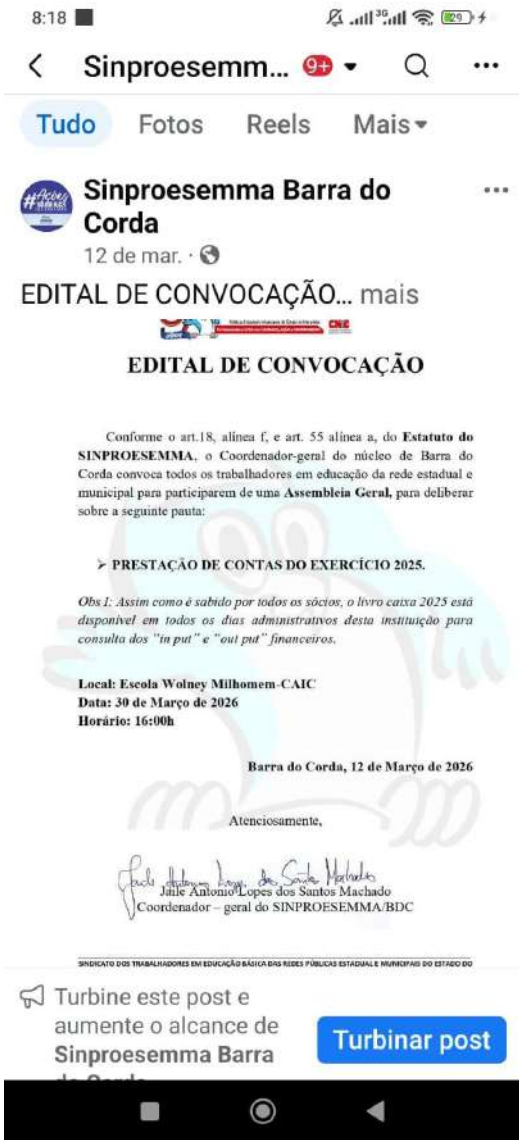 8:18
3G
29
Sinproesemm... 9+
Tudo Fotos Reels Mais
#Ações
Sinproesemma Barra do
Corda
12 de mar. ·
EDITAL DE CONVOCAÇÃO... mais
EDITAL DE CONVOCAÇÃO
Conforme o art.18, alínea f, e art. 55 alínea a, do Estatuto do
SINPROESEMMA, o Coordenador-geral do núcleo de Barra do
Corda convoca todos os trabalhadores em educação da rede estadual e
municipal para participarem de uma Assembleia Geral, para deliberar
sobre a seguinte pauta:
➢ PRESTAÇÃO DE CONTAS DO EXERCÍCIO 2025.
Obs 1: Assim como é sabido por todos os sócios, o livro caixa 2025 está
disponível em todos os dias administrativos desta instituição para
consulta dos "in put" e "out put" financeiros.
Local: Escola Wolney Milhomem-CAIC
Data: 30 de Março de 2026
Horário: 16:00h
Barra do Corda, 12 de Março de 2026
Atenciosamente,
Jaile Antonio Lopes dos Santos Machado
Coordenador – geral do SINPROESEMMA/BDC
SINDICATO DOS TRABALHADORES EM EDUCAÇÃO BÁSICA DAS REDES PÚBLICAS ESTADUAL E MUNICIPAIS DO ESTADO DO
Turbine este post e
aumente o alcance de
Sinproesemma Barra
do Corda
Turbinar post